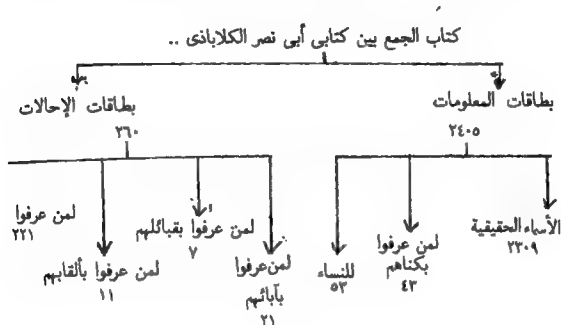 كتاب الجمع بين كتابى أبى نصر الكلاباذى ..
بطاقات المعلومات
٢٤٠٥
بطاقات الإحالات
٢٦٠
الأسماء الحقيقية
٢٣٠٩
لمن عرفوا
بكناهم
٤٣
للنساء
٥٣
لمن عرفوا
بآبائهم
٢١
لمن عرفوا بقبائلهم
٧
لمن عرفوا بألقابهم
١١
لمن عرفوا
٢٢١